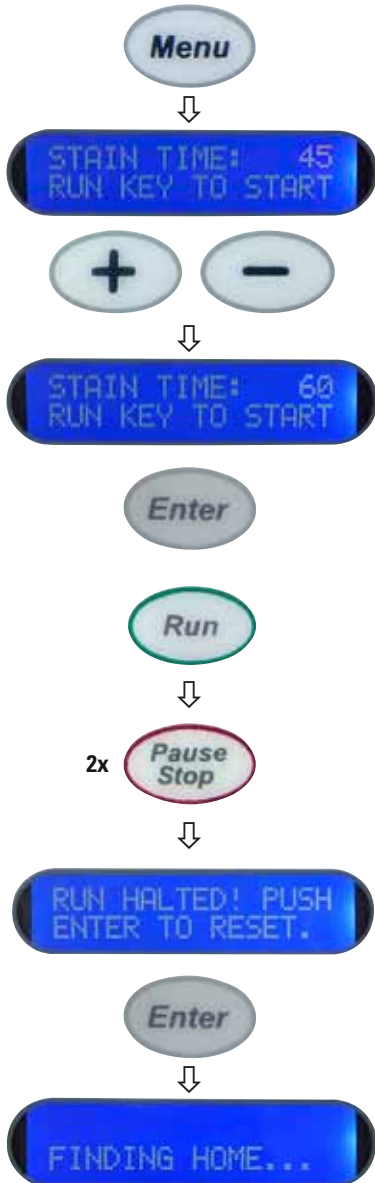 Menu
STAIN TIME: 45
RUN KEY TO START
+ -
STAIN TIME: 60
RUN KEY TO START
Enter
Run
2x Pause
Stop
RUN HALTED! PUSH
ENTER TO RESET.
Enter
FINDING HOME...